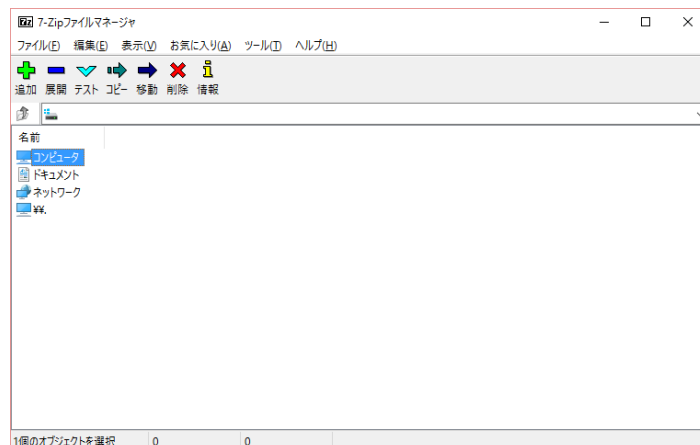 7z 7-Zipファイルマネージャ
ファイル(F) 編集(E) 表示(V) お気に入り(A) ツール(T) ヘルプ(H)
追加 展開 テスト コピー 移動 削除 情報
名前
コンピュータ
ドキュメント
ネットワーク
¥¥.
1個のオブジェクトを選択 0 0